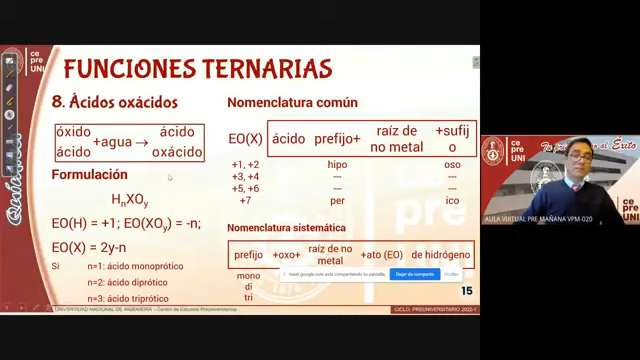 ce
pre
UNI
Química
FUNCIONES TERNARIAS
8. Ácidos oxácidos
óxido
ácido
+agua →
ácido
oxácido
Formulación
HnXOy
EO(H) = +1; EO(XOy) = -n;
EO(X) = 2y-n
Si n=1: ácido monoprótico
n=2: ácido diprótico
n=3: ácido triprótico
Nomenclatura común
EO(X) ácido prefijo+ raíz de no metal +sufijo
+1, +2 hipo oso
+3, +4 --- ---
+5, +6 --- ---
+7 per ico
Nomenclatura sistemática
prefijo +oxo+ raíz de no metal +ato (EO) de hidrógeno
mono
di
tri
meet.google.com está compartiendo tu pantalla.
Dejar de compartir
Ocultar
15
UNIVERSIDAD NACIONAL DE INGENIERÍA – Centro de Estudios Preuniversitarios
CICLO PREUNIVERSITARIO 2022-1
ce
pre
UNI
ce
pre
UNI
Éxito
AULA VIRTUAL PRE MAÑANA VPM-020